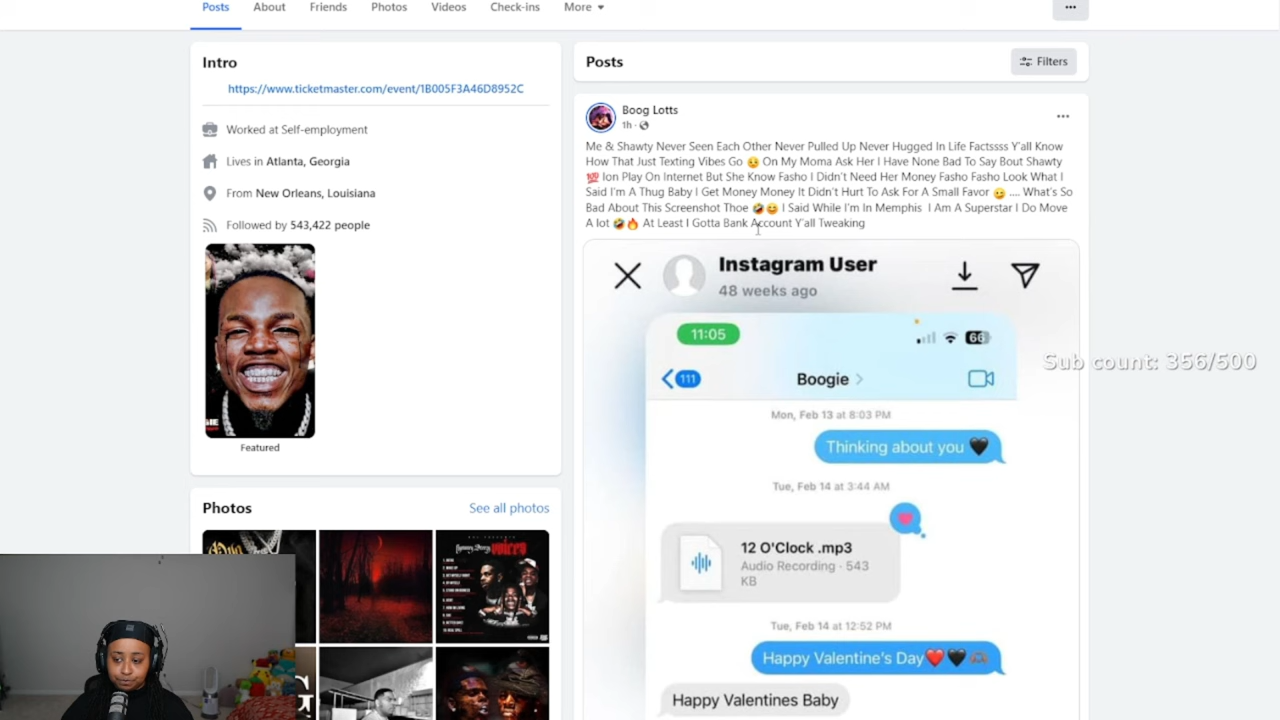 Posts About Friends Photos Videos Check-ins More
Intro
https://www.ticketmaster.com/event/1B005F3A46D8952C
Worked at Self-employment
Lives in Atlanta, Georgia
From New Orleans, Louisiana
Followed by 543,422 people
Featured
Photos
See all photos
Posts
Filters
Boog Lotts
1h
Me & Shawty Never Seen Each Other Never Pulled Up Never Hugged In Life Factssss Y'all Know
How That Just Texting Vibes Go 😉 On My Moma Ask Her I Have None Bad To Say Bout Shawty
💯 Ion Play On Internet But She Know Fasho I Didn't Need Her Money Fasho Fasho Look What I
Said I'm A Thug Baby I Get Money Money It Didn't Hurt To Ask For A Small Favor 😉 .... What's So
Bad About This Screenshot Thoe 🤣😊 I Said While I'm In Memphis I Am A Superstar I Do Move
A lot 🤣🔥 At Least I Gotta Bank Account Y'all Tweaking
Instagram User
48 weeks ago
11:05
66
111
Boogie
Mon, Feb 13 at 8:03 PM
Thinking about you 🖤
Tue, Feb 14 at 3:44 AM
12 O'Clock .mp3
Audio Recording · 543
KB
Tue, Feb 14 at 12:52 PM
Happy Valentine's Day❤️🖤🫶🏾
Happy Valentines Baby
Sub count: 356/500